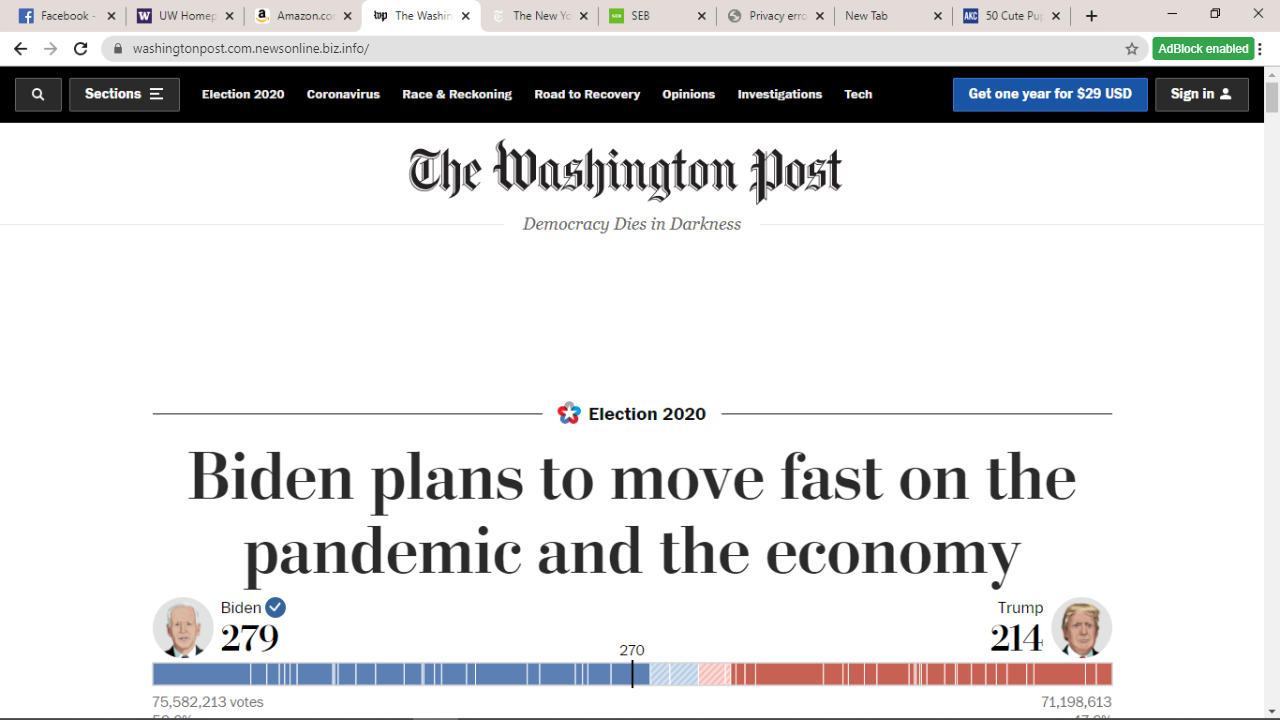 Facebook -
UW Homep
Amazon.co
wp The Washin
The New Yo
SEB SEB
Privacy erro
New Tab
AKC 50 Cute Pup
washingtonpost.com.newsonline.biz.info/
AdBlock enabled
Sections
Election 2020
Coronavirus
Race & Reckoning
Road to Recovery
Opinions
Investigations
Tech
Get one year for $29 USD
Sign in
The Washington Post
Democracy Dies in Darkness
Election 2020
Biden plans to move fast on the
pandemic and the economy
Biden
279
Trump
214
270
75,582,213 votes
71,198,613